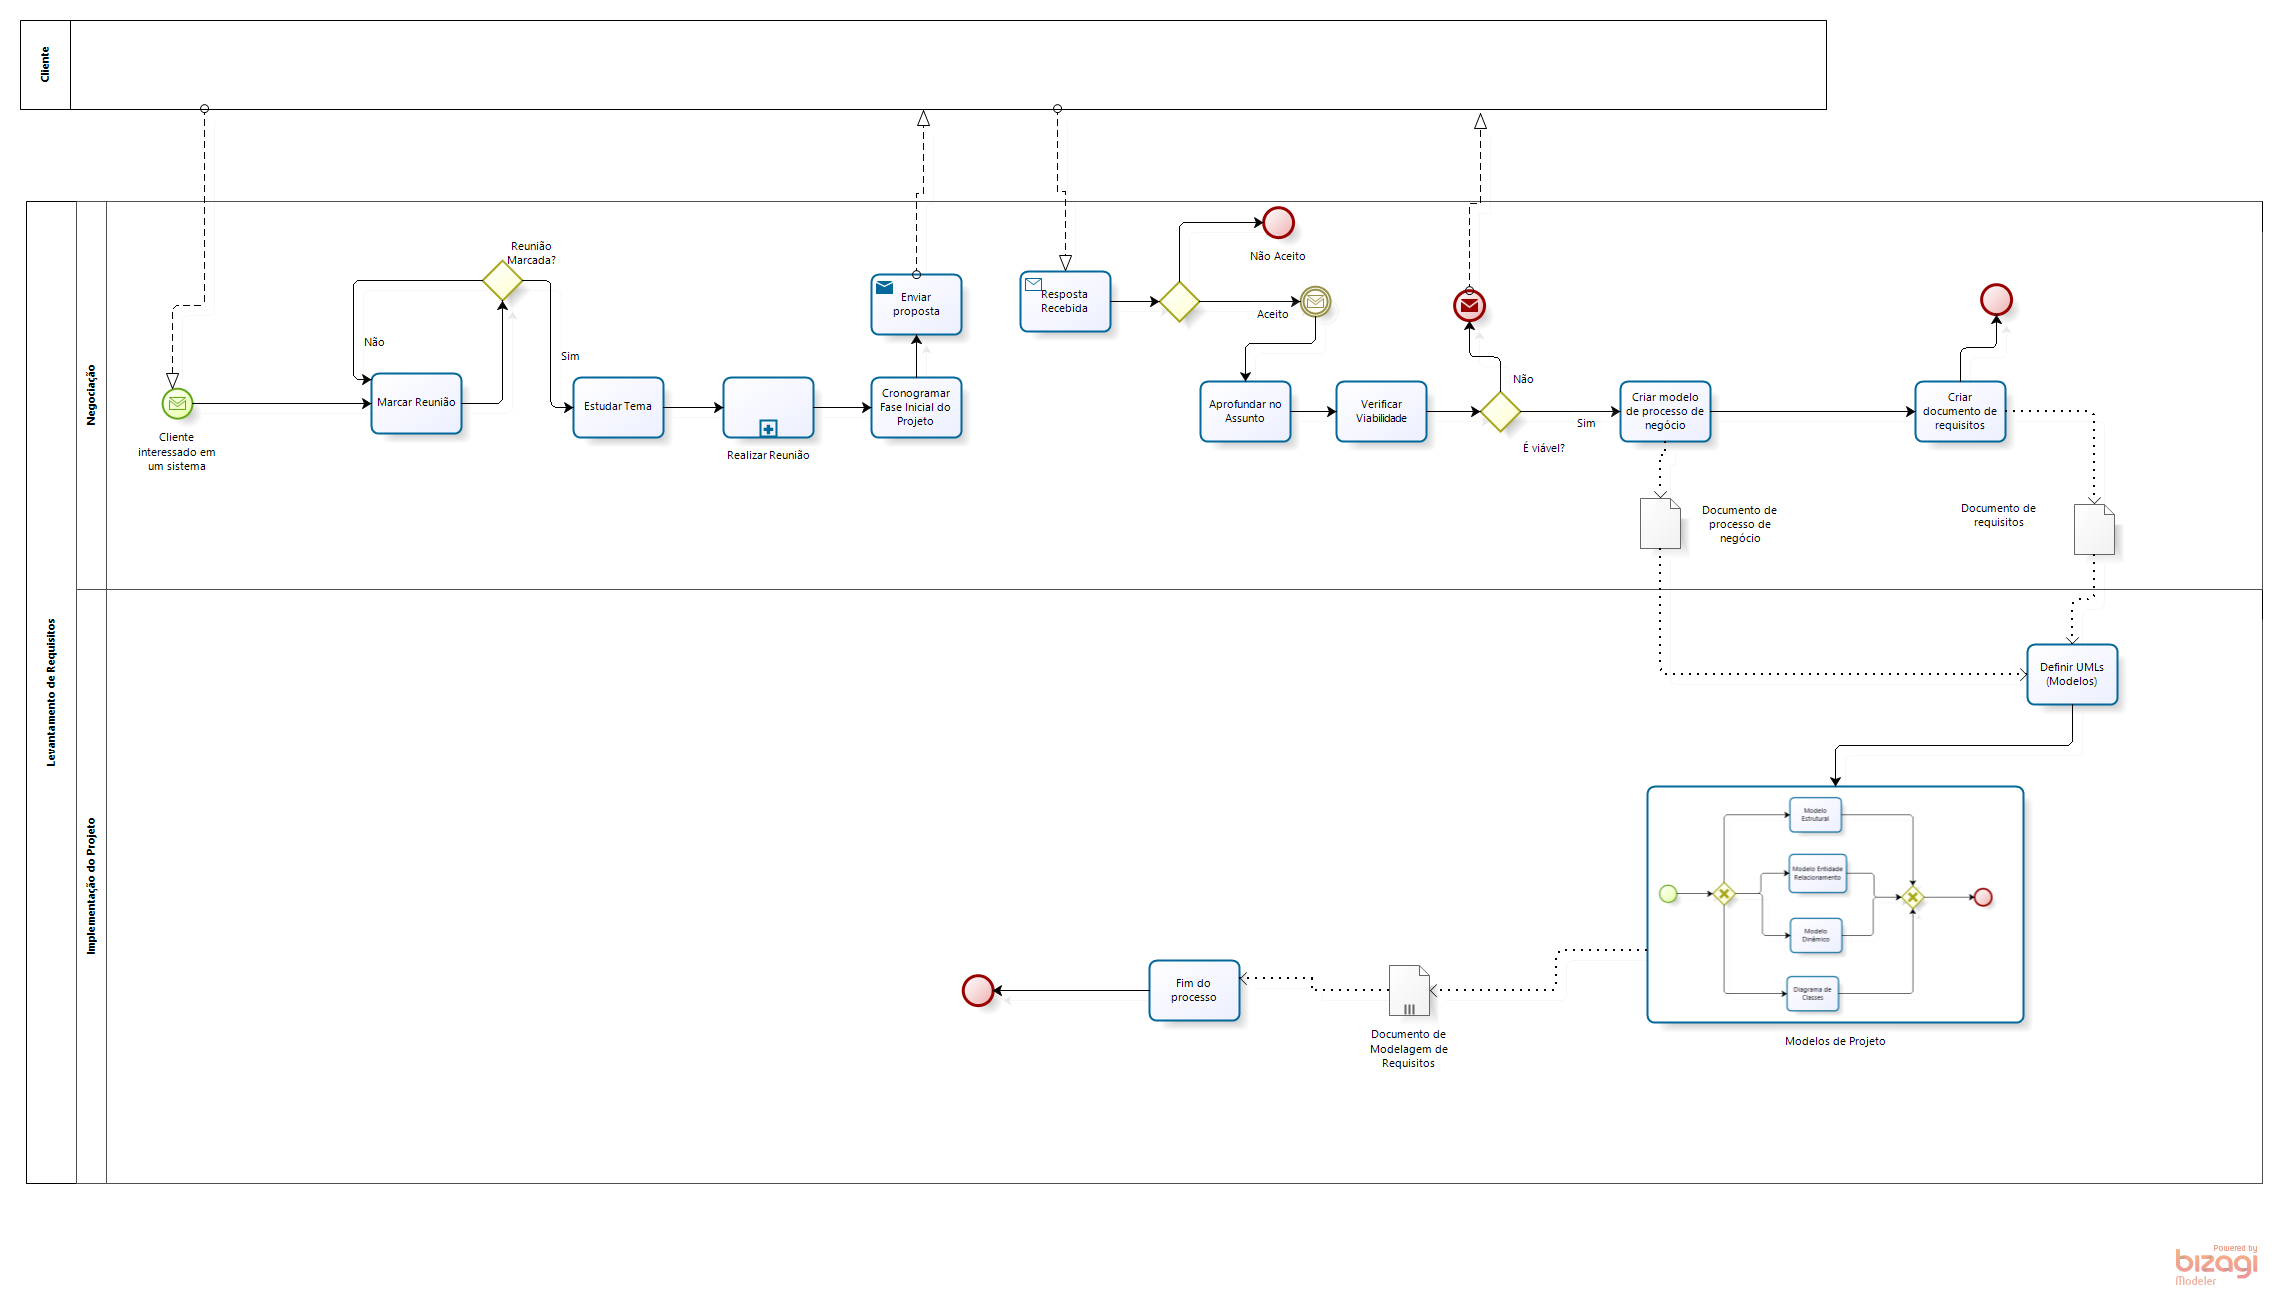 Cliente
Levantamento de Requisitos
Negociação
Cliente
interessado em
um sistema
Não
Marcar Reunião
Reunião
Marcada?
Sim
Estudar Tema
Realizar Reunião
Cronogramar
Fase Inicial do
Projeto
Enviar
proposta
Resposta
Recebida
Não Aceito
Aceito
Aprofundar no
Assunto
Verificar
Viabilidade
Não
É viável?
Sim
Criar modelo
de processo de
negócio
Documento de
processo de
negócio
Criar
documento de
requisitos
Documento de
requisitos
Implementação do Projeto
Definir UMLs
(Modelos)
Modelo
Estrutural
Modelo Entidade
Relacionamento
Modelo
Dinêmico
Diagrama de
Classes
Modelos de Projeto
Documento de
Modelagem de
Requisitos
Fim do
processo
Powered by
bizagi
Modeler